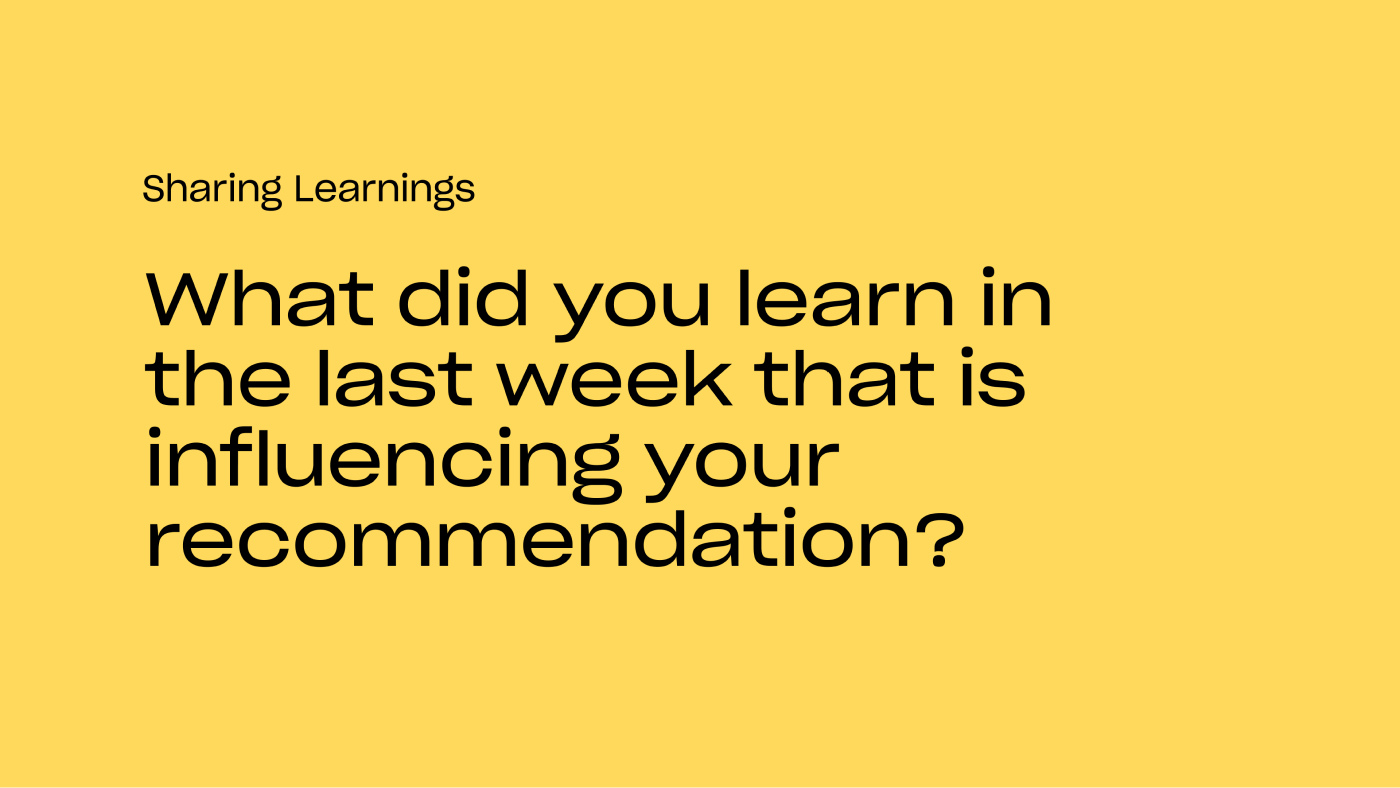 Sharing Learnings
What did you learn in
the last week that is
influencing your
recommendation?